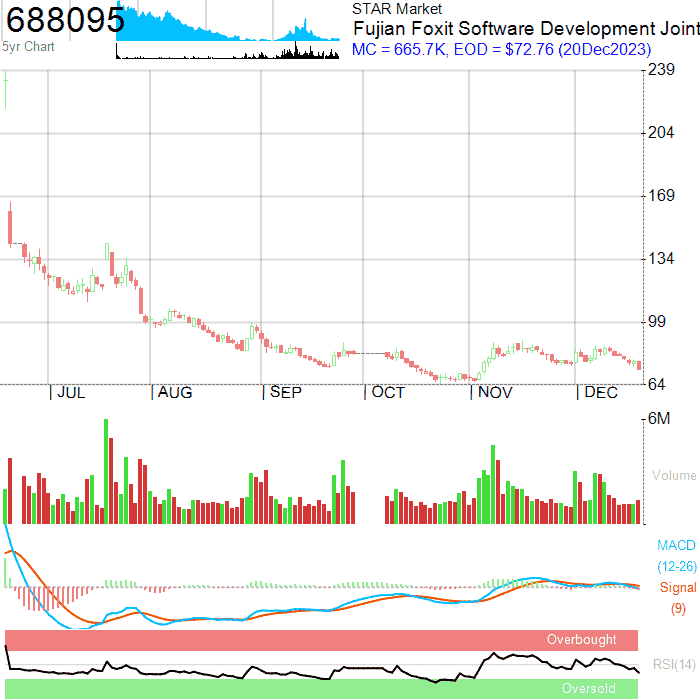 688095
5yr Chart
STAR Market
Fujian Foxit Software Development Joint
MC = 665.7K, EOD = $72.76 (20Dec2023)
239
204
169
134
99
64
JUL AUG SEP OCT NOV DEC
6M
Volume
MACD
(12-26)
Signal
(9)
Overbought
RSI(14)
Oversold